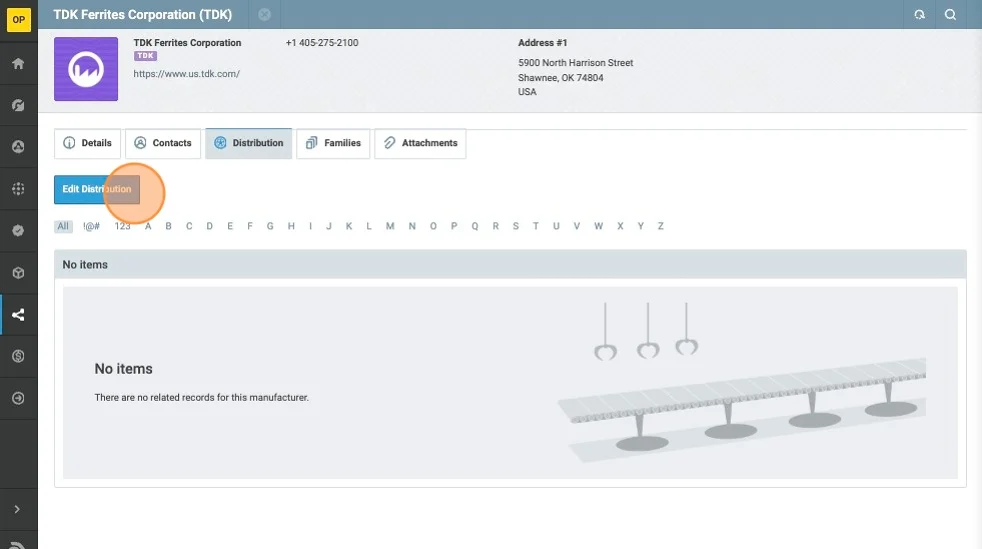 OP
TDK Ferrites Corporation (TDK)
TDK Ferrites Corporation
TDK
https://www.us.tdk.com/
+1 405-275-2100
Address #1
5900 North Harrison Street
Shawnee, OK 74804
USA
Details Contacts Distribution Families Attachments
Edit Distribution
All !@# 123 A B C D E F G H I J K L M N O P Q R S T U V W X Y Z
No items
No items
There are no related records for this manufacturer.